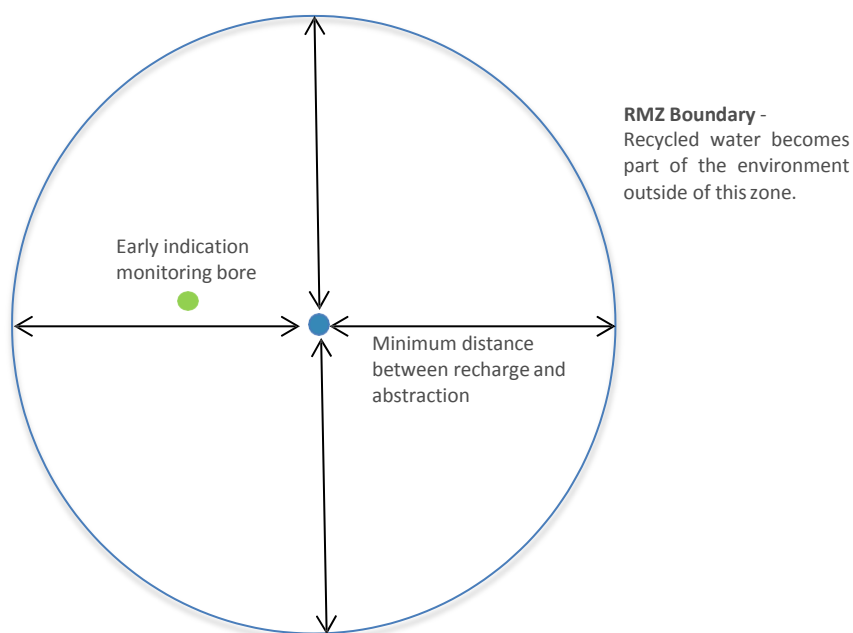 RMZ Boundary -
Recycled water becomes
part of the environment
outside of this zone.
Early indication
monitoring bore
Minimum distance
between recharge and
abstraction